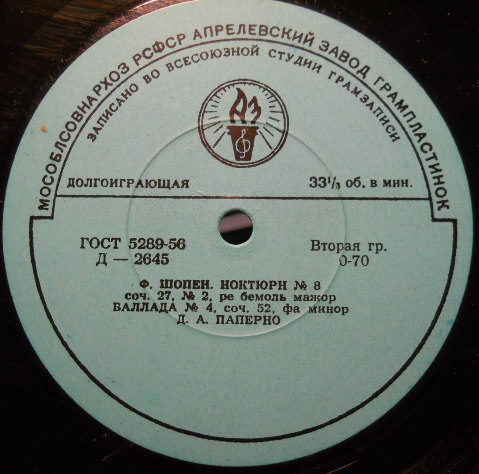 МОСОБЛСОВНАРХОЗ РСФСР АПРЕЛЕВСКИЙ ЗАВОД ГРАМПЛАСТИНОК
ЗАПИСАНО ВО ВСЕСОЮЗНОЙ СТУДИИ ГРАМЗАПИСИ
АЗ
ДОЛГОИГРАЮЩАЯ 33⅓ об. в мин.
ГОСТ 5289-56 Вторая гр.
Д — 2645 0-70
Ф. ШОПЕН. НОКТЮРН № 8
соч. 27, № 2, ре бемоль мажор
БАЛЛАДА № 4, соч. 52, фа минор
Д. А. ПАПЕРНО